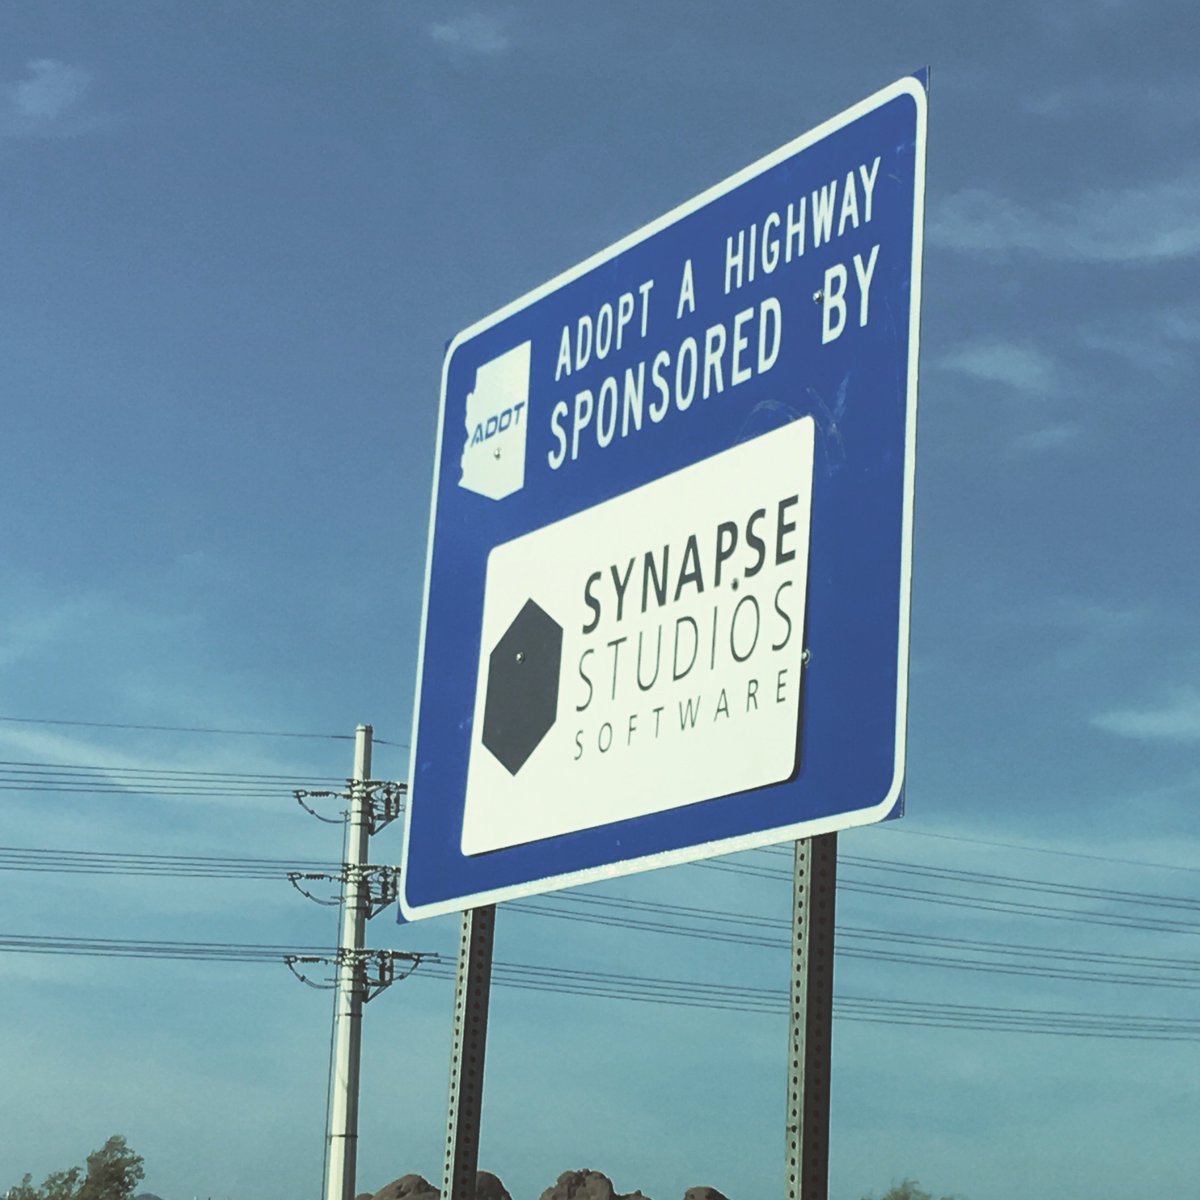 ADOPT A HIGHWAY
SPONSORED BY
ADOT
SYNAPSE
STUDIOS
SOFTWARE